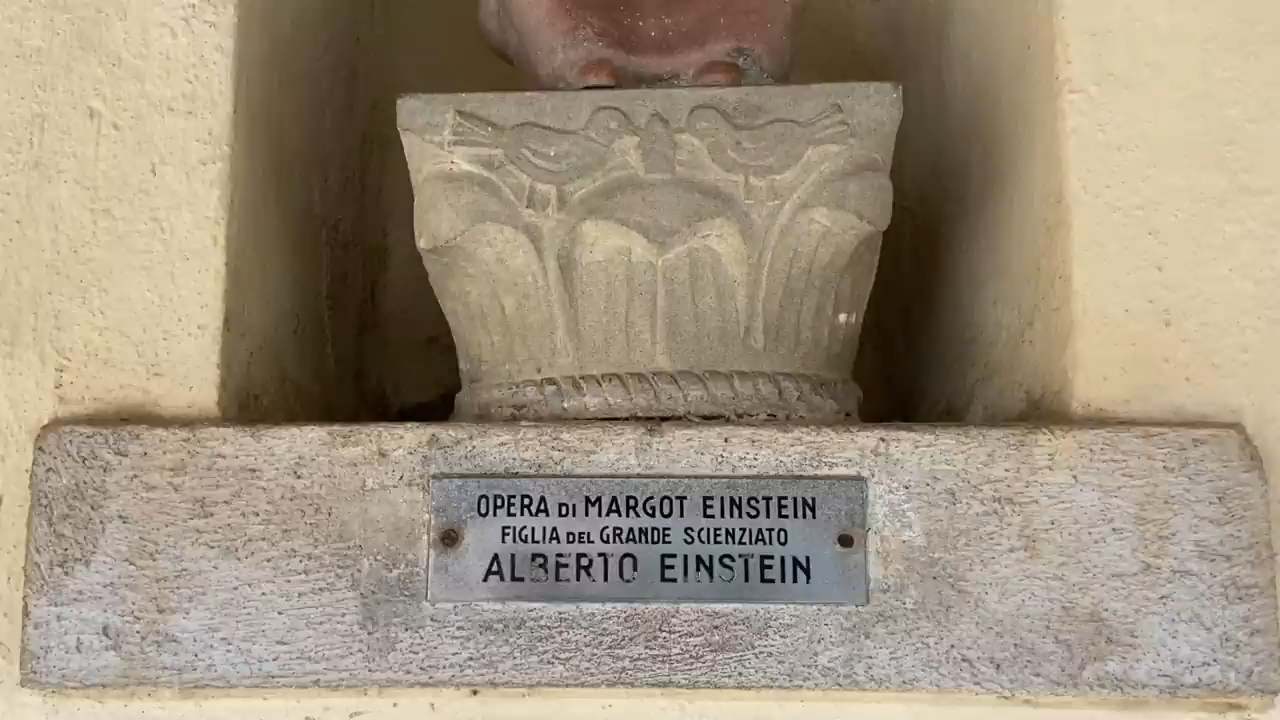 OPERA DI MARGOT EINSTEIN
FIGLIA DEL GRANDE SCIENZIATO
ALBERTO EINSTEIN